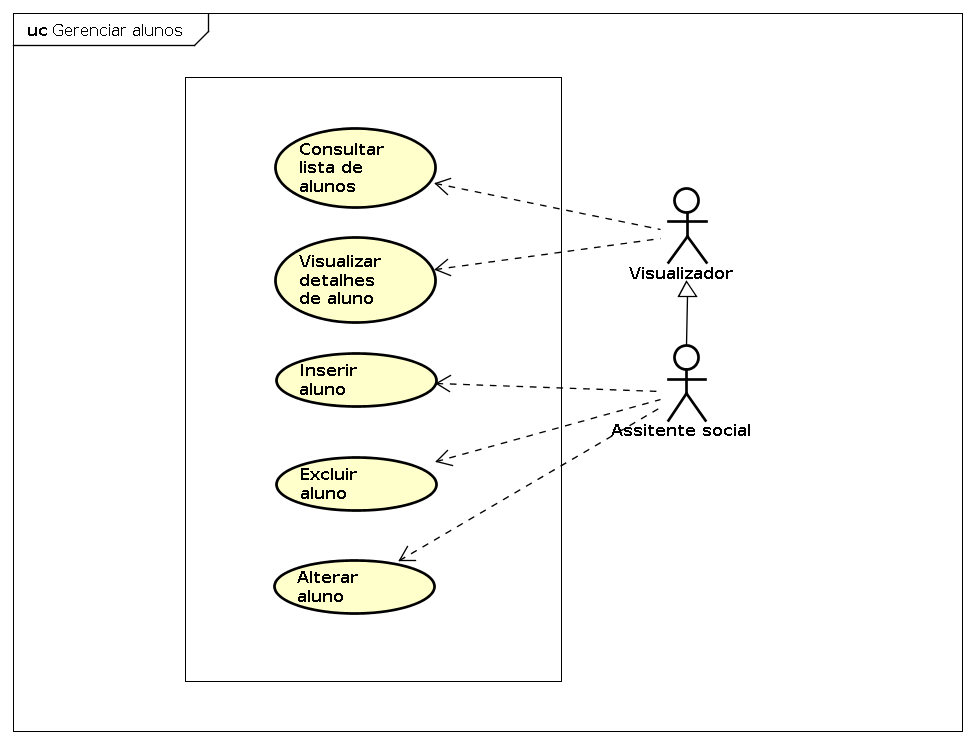 uc Gerenciar alunos
Consultar
lista de
alunos
Visualizar
detalhes
de aluno
Visualizador
Inserir
aluno
Assitente social
Excluir
aluno
Alterar
aluno